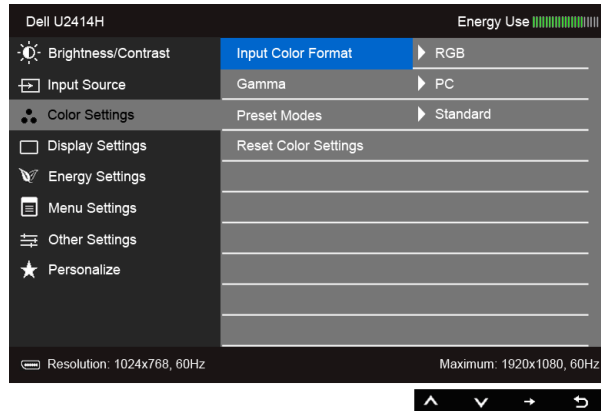 Dell U2414H Energy Use
Brightness/Contrast Input Color Format RGB
Input Source Gamma PC
Color Settings Preset Modes Standard
Display Settings Reset Color Settings
Energy Settings
Menu Settings
Other Settings
Personalize
Resolution: 1024x768, 60Hz Maximum: 1920x1080, 60Hz